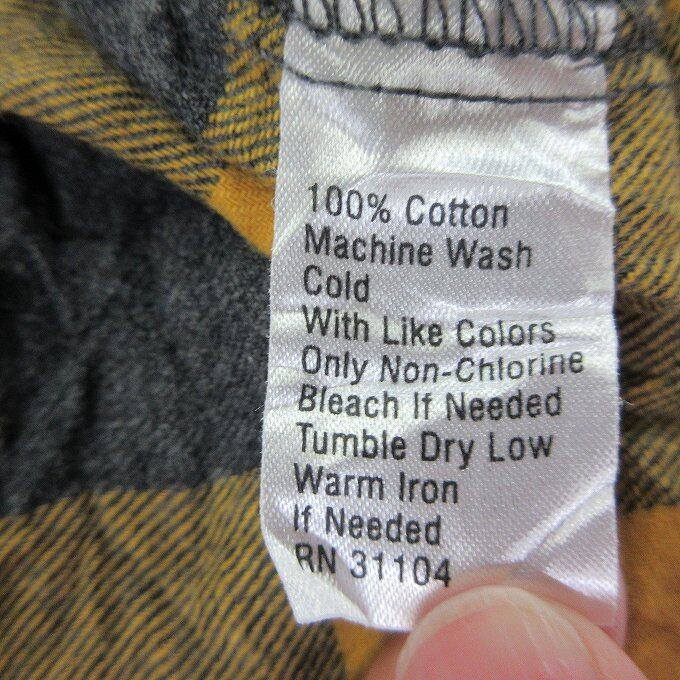 100% Cotton
Machine Wash
Cold
With Like Colors
Only Non-Chlorine
Bleach If Needed
Tumble Dry Low
Warm Iron
If Needed
RN 31104